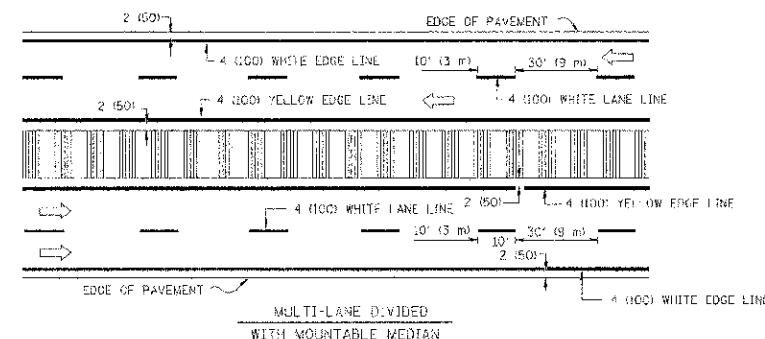 2 (50)
EDGE OF PAVEMENT
4 (100) WHITE EDGE LINE
10' (3 m)
30' (9 m)
2 (50)
4 (100) YELLOW EDGE LINE
4 (100) WHITE LANE LINE
4 (100) WHITE LANE LINE
2 (50)
4 (100) YELLOW EDGE LINE
10' (3 m)
30' (9 m)
10'
2 (50)
EDGE OF PAVEMENT
4 (100) WHITE EDGE LINE
MULTI-LANE DIVIDED
WITH MOUNTABLE MEDIAN